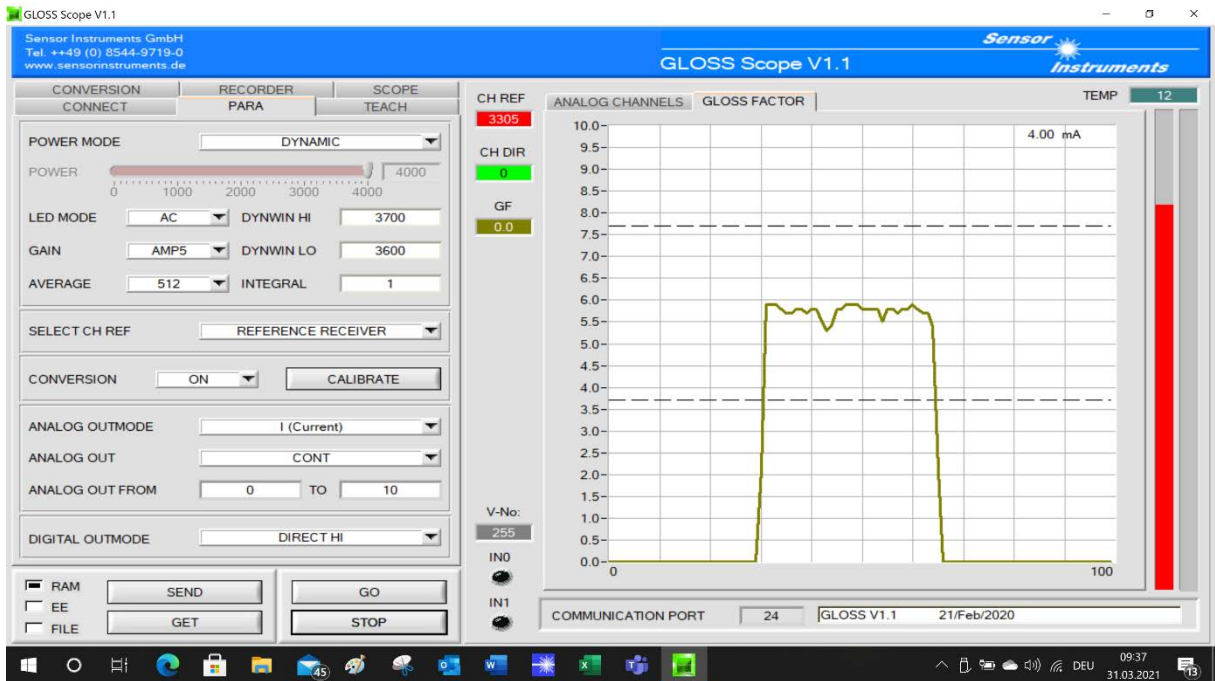 GLOSS Scope V1.1
Sensor Instruments GmbH
Tel. ++49 (0) 8544-9719-0
www.sensorinstruments.de
GLOSS Scope V1.1
Sensor
Instruments
CONVERSION RECORDER SCOPE
CONNECT PARA TEACH
POWER MODE DYNAMIC
POWER 4000
0 1000 2000 3000 4000
LED MODE AC DYNWIN HI 3700
GAIN AMP5 DYNWIN LO 3600
AVERAGE 512 INTEGRAL 1
SELECT CH REF REFERENCE RECEIVER
CONVERSION ON CALIBRATE
ANALOG OUTMODE I (Current)
ANALOG OUT CONT
ANALOG OUT FROM 0 TO 10
DIGITAL OUTMODE DIRECT HI
RAM
EE
FILE
SEND GO
GET STOP
CH REF
3305
CH DIR
0
GF
0.0
V-No:
255
IN0
IN1
ANALOG CHANNELS GLOSS FACTOR
TEMP 12
4.00 mA
10.0
9.5
9.0
8.5
8.0
7.5
7.0
6.5
6.0
5.5
5.0
4.5
4.0
3.5
3.0
2.5
2.0
1.5
1.0
0.5
0.0
0 100
COMMUNICATION PORT 24 GLOSS V1.1 21/Feb/2020
45
DEU
09:37
31.03.2021
13